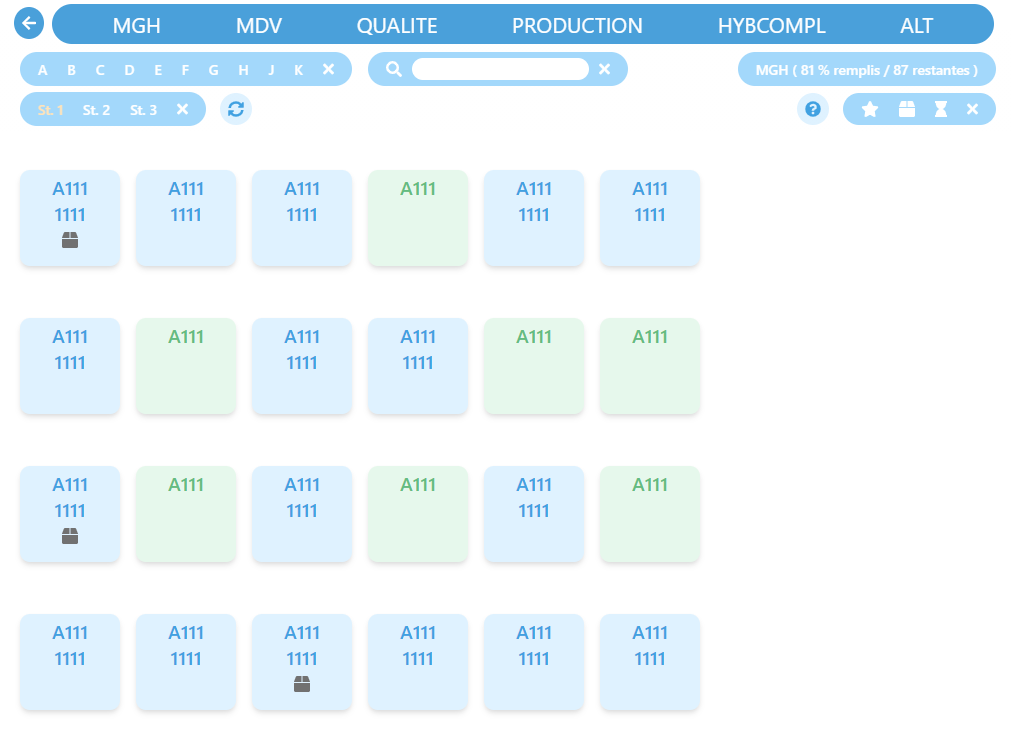 MGH MDV QUALITE PRODUCTION HYBCOMPL ALT
A B C D E F G H J K
MGH ( 81 % remplis / 87 restantes )
St. 1 St. 2 St. 3
A111 A111 A111 A111 A111 A111
1111 1111 1111 1111 1111
A111 A111 A111 A111 A111 A111
1111 1111 1111
A111 A111 A111 A111 A111 A111
1111 1111 1111
A111 A111 A111 A111 A111 A111
1111 1111 1111 1111 1111 1111